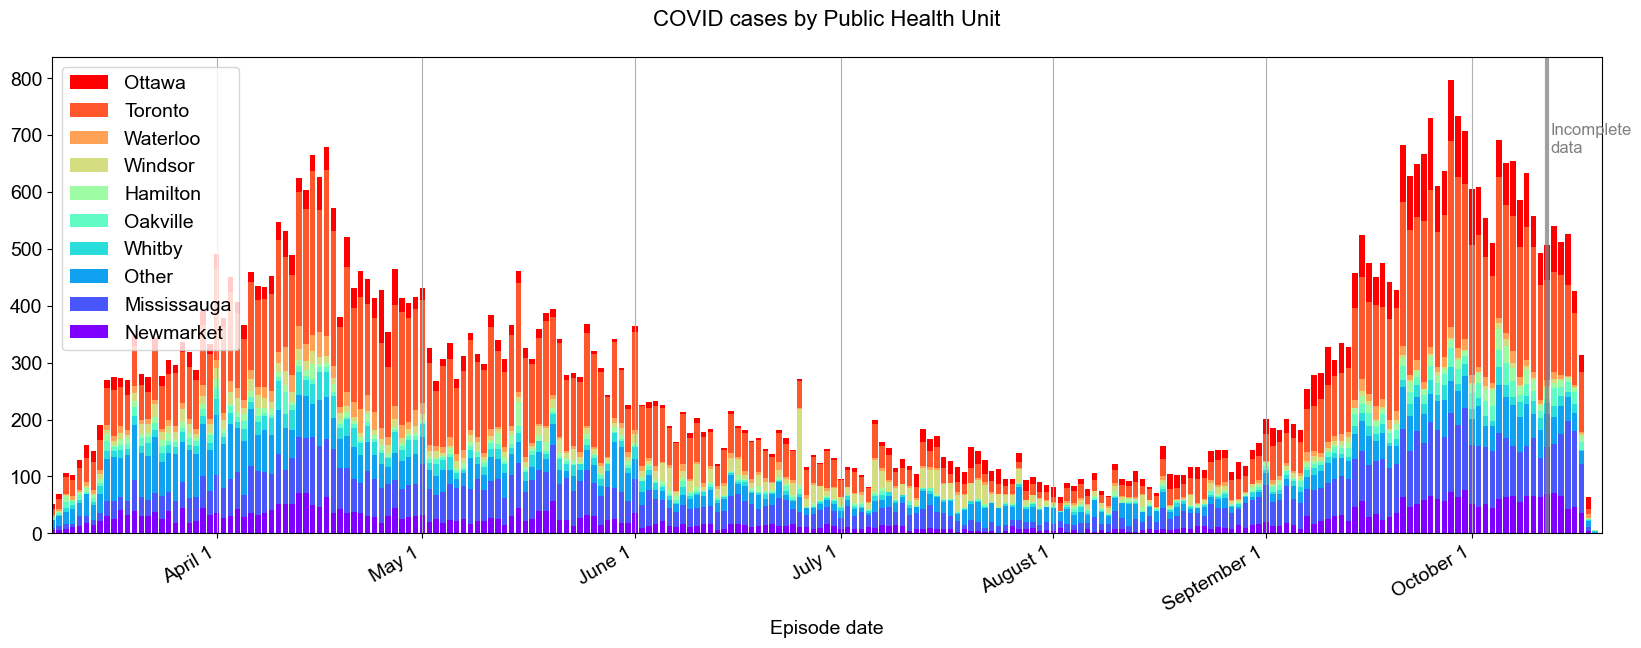 COVID cases by Public Health Unit
800
700
600
500
400
300
200
100
0
Ottawa
Toronto
Waterloo
Windsor
Hamilton
Oakville
Whitby
Other
Mississauga
Newmarket
Incomplete
data
April 1
May 1
June 1
July 1
August 1
September 1
October 1
Episode date